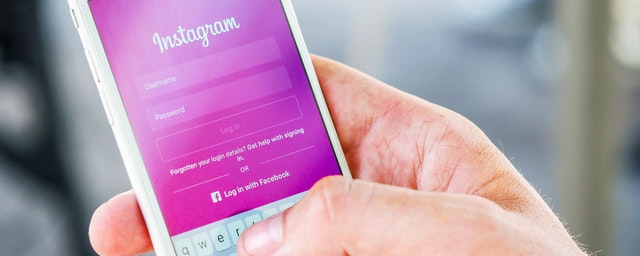 Instagram
Username
Password
Log in
Forgotten your login details? Get help with signing
in.
OR
Log in with Facebook
q w e r